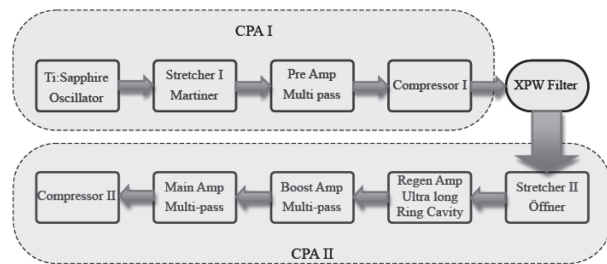 CPA I
Ti:Sapphire
Oscillator
Stretcher I
Martiner
Pre Amp
Multi pass
Compressor I
XPW Filter
Compressor II
Main Amp
Multi-pass
Boost Amp
Multi-pass
Regen Amp
Ultra long
Ring Cavity
Stretcher II
Öffner
CPA II